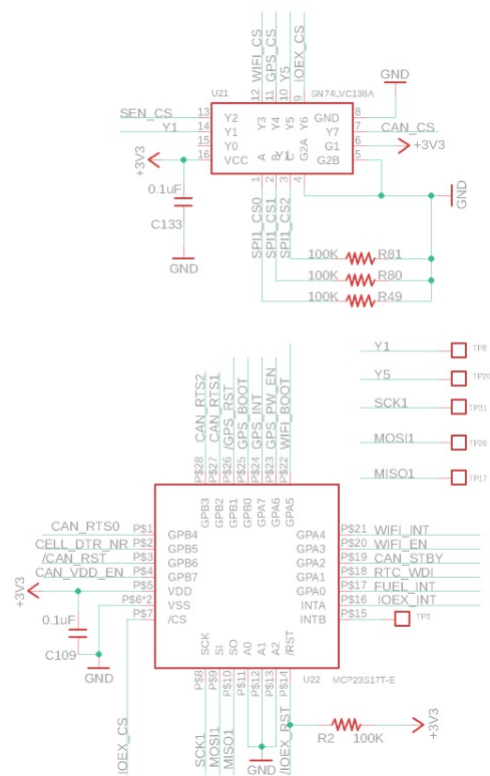 WIFI_CS
GPS_CS
Y5
IOEX_CS
GND
U21
12
11
10
9
SN74LVC138A
SEN_CS
13
Y2
Y3
Y4
Y5
Y6
GND
8
Y1
14
Y1
Y7
7
CAN_CS
15
Y0
G1
6
+3V3
+3V3
16
VCC
A
B
C
Y1
G2A
G2B
5
1
2
3
4
GND
0.1uF
C133
GND
SPI1_CS0
SPI1_CS1
SPI1_CS2
100K
R81
100K
R80
100K
R49
Y1
Y5
TP20
SCK1
TP31
MOSI1
TP26
MISO1
TP17
CAN_RTS2
CAN_RTS1
/GPS_RST
GPS_BOOT
GPS_INT
GPS_PW_EN
WIFI_BOOT
P$28
P$27
P$26
P$25
P$24
P$23
P$22
GPB3
GPB2
GPB1
GPB0
GPA7
GPA6
GPA5
CAN_RTS0
P$1
GPB4
GPA4
P$21
WIFI_INT
CELL_DTR_NR
P$2
GPB5
GPA3
P$20
WIFI_EN
/CAN_RST
P$3
GPB6
GPA2
P$19
CAN_STBY
CAN_VDD_EN
P$4
GPB7
GPA1
P$18
RTC_WDI
+3V3
P$5
VDD
GPA0
P$17
FUEL_INT
P$6*2
VSS
INTA
P$16
IOEX_INT
P$7
/CS
INTB
P$15
0.1uF
C109
GND
SCK
SI
SO
A0
A1
A2
/RST
U22
MCP23S17T-E
P$8
P$9
P$10
P$11
P$12
P$13
P$14
IOEX_CS
SCK1
MOSI1
MISO1
GND
/IOEX_RST
R2
100K
+3V3